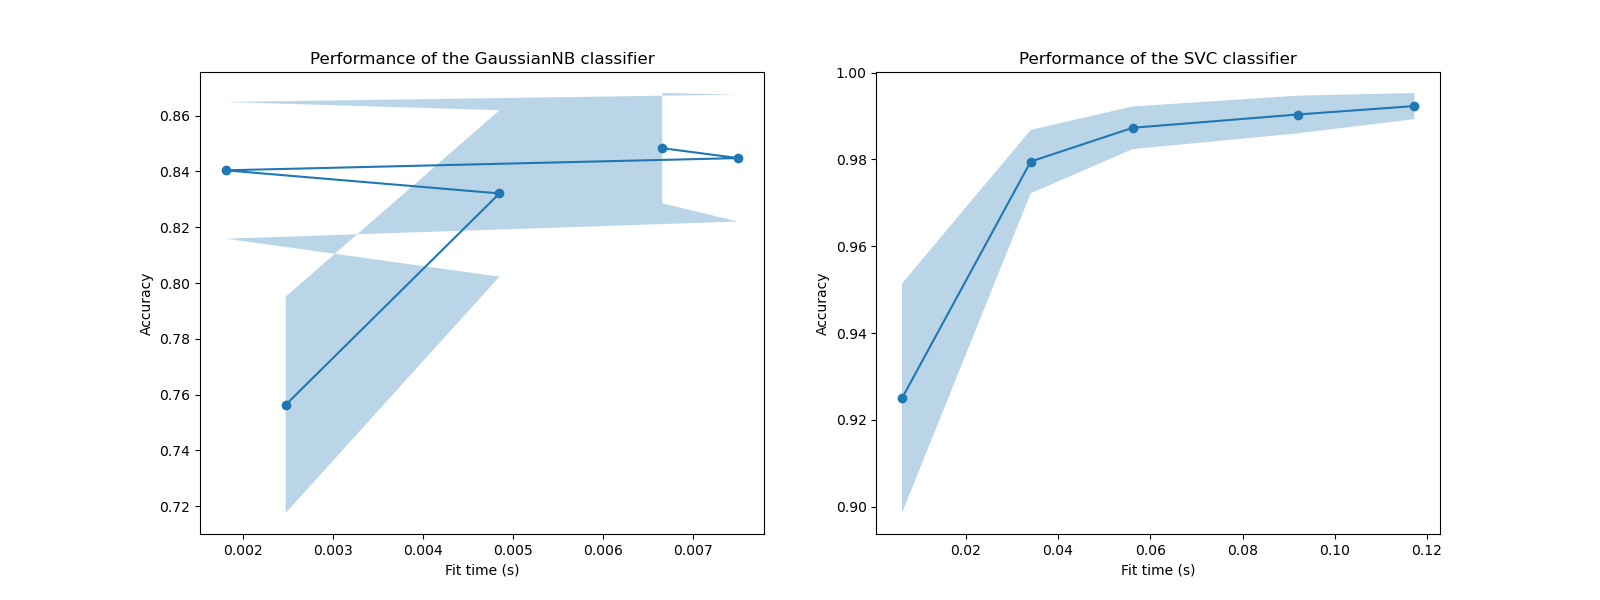 Performance of the GaussianNB classifier
0.86
0.84
0.82
0.80
0.78
0.76
0.74
0.72
Accuracy
0.002 0.003 0.004 0.005 0.006 0.007
Fit time (s)
Performance of the SVC classifier
1.00
0.98
0.96
0.94
0.92
0.90
Accuracy
0.02 0.04 0.06 0.08 0.10 0.12
Fit time (s)